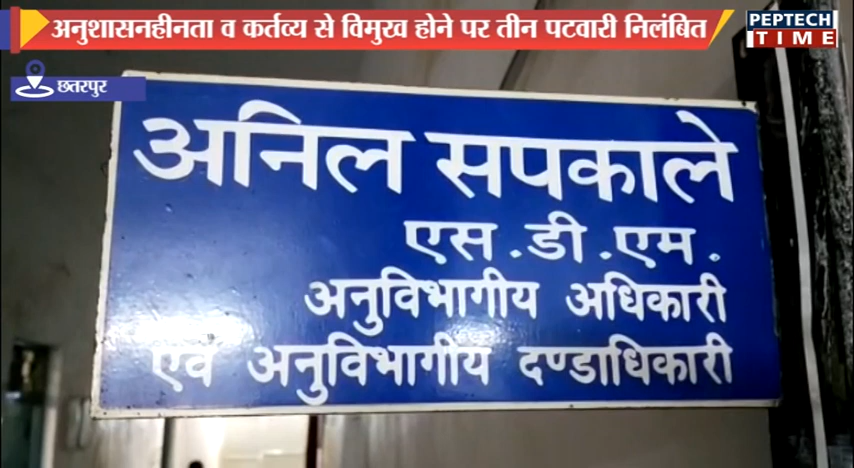 अनुशासनहीनता व कर्तव्य से विमुख होने पर तीन पटवारी निलंबित
PEPTECH
TIME
छतरपुर
अनिल सपकाले
एस.डी.एम.
अनुविभागीय अधिकारी
एवं अनुविभागीय दण्डाधिकारी